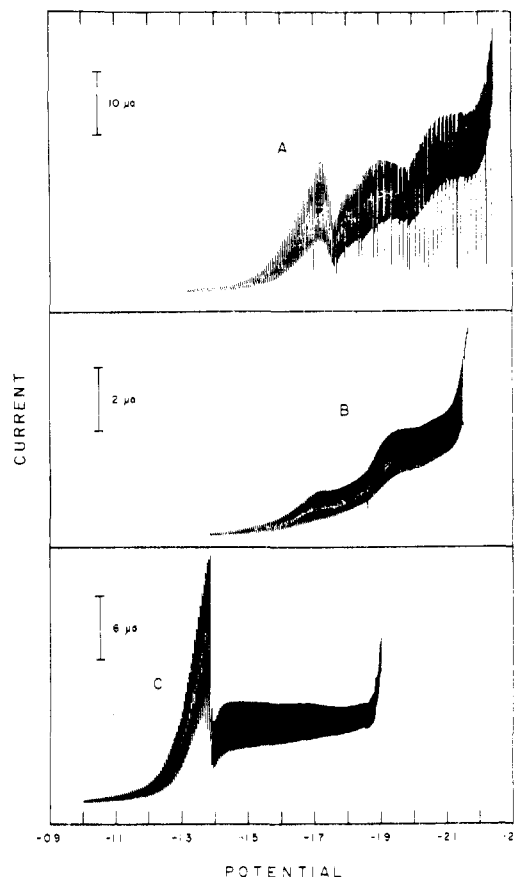 10 μa
A
2 μa
B
CURRENT
6 μa
C
-0.9 -1.1 -1.3 -1.5 -1.7 -1.9 -2.1 -2
POTENTIAL